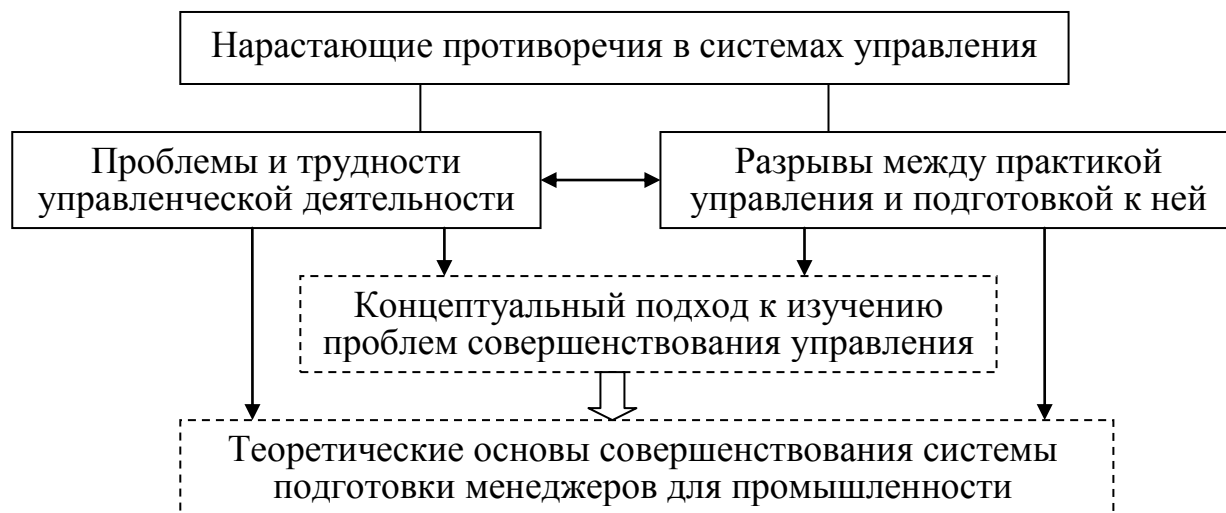 Нарастающие противоречия в системах управления
Проблемы и трудности
управленческой деятельности
Разрывы между практикой
управления и подготовкой к ней
Концептуальный подход к изучению
проблем совершенствования управления
Теоретические основы совершенствования системы
подготовки менеджеров для промышленности